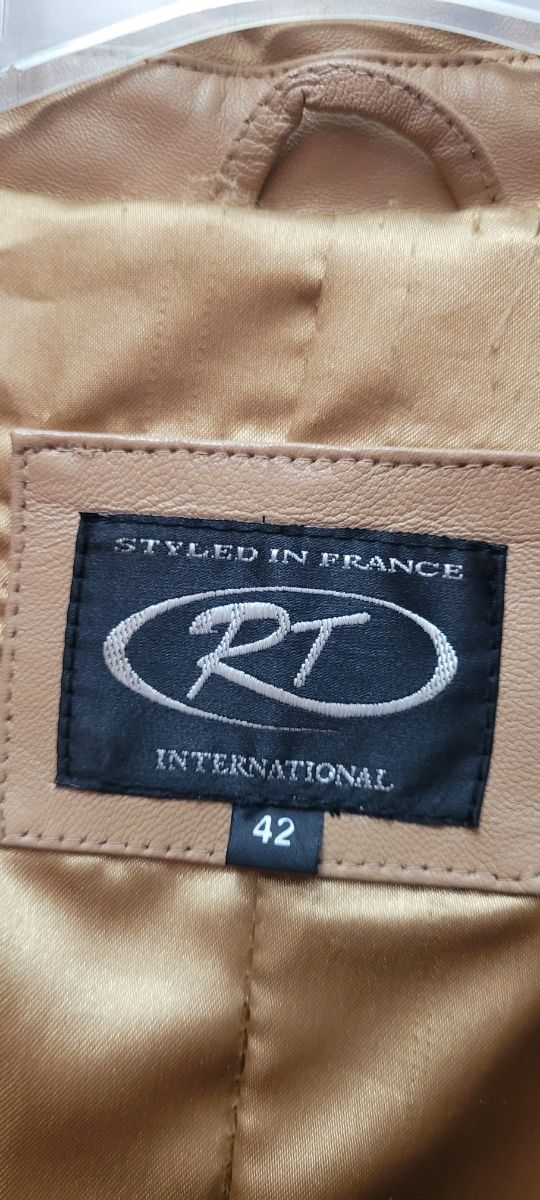 STYLED IN FRANCE
RT
INTERNATIONAL
42